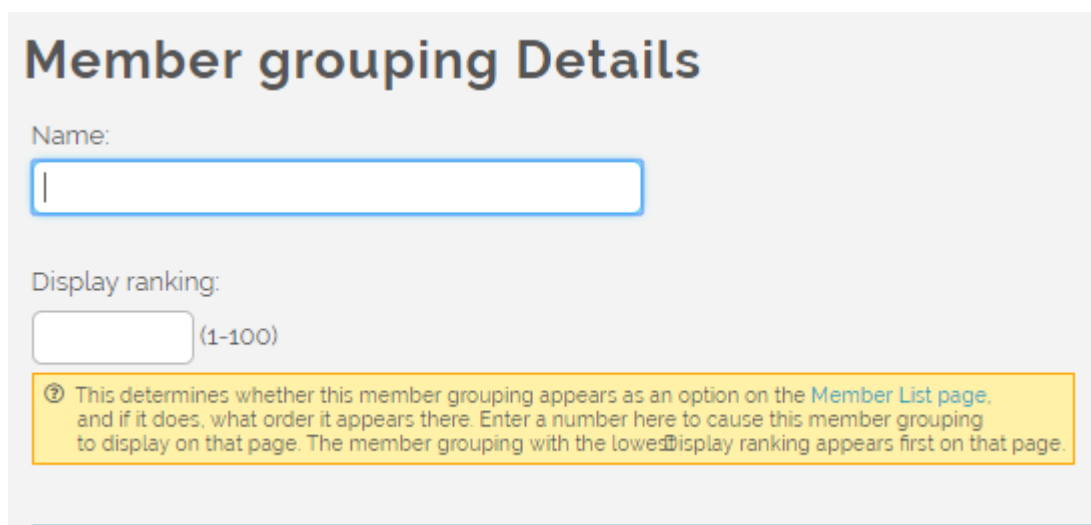 Member grouping Details
Name:
Display ranking:
(1-100)
This determines whether this member grouping appears as an option on the Member List page,
and if it does, what order it appears there. Enter a number here to cause this member grouping
to display on that page. The member grouping with the lowest Display ranking appears first on that page.